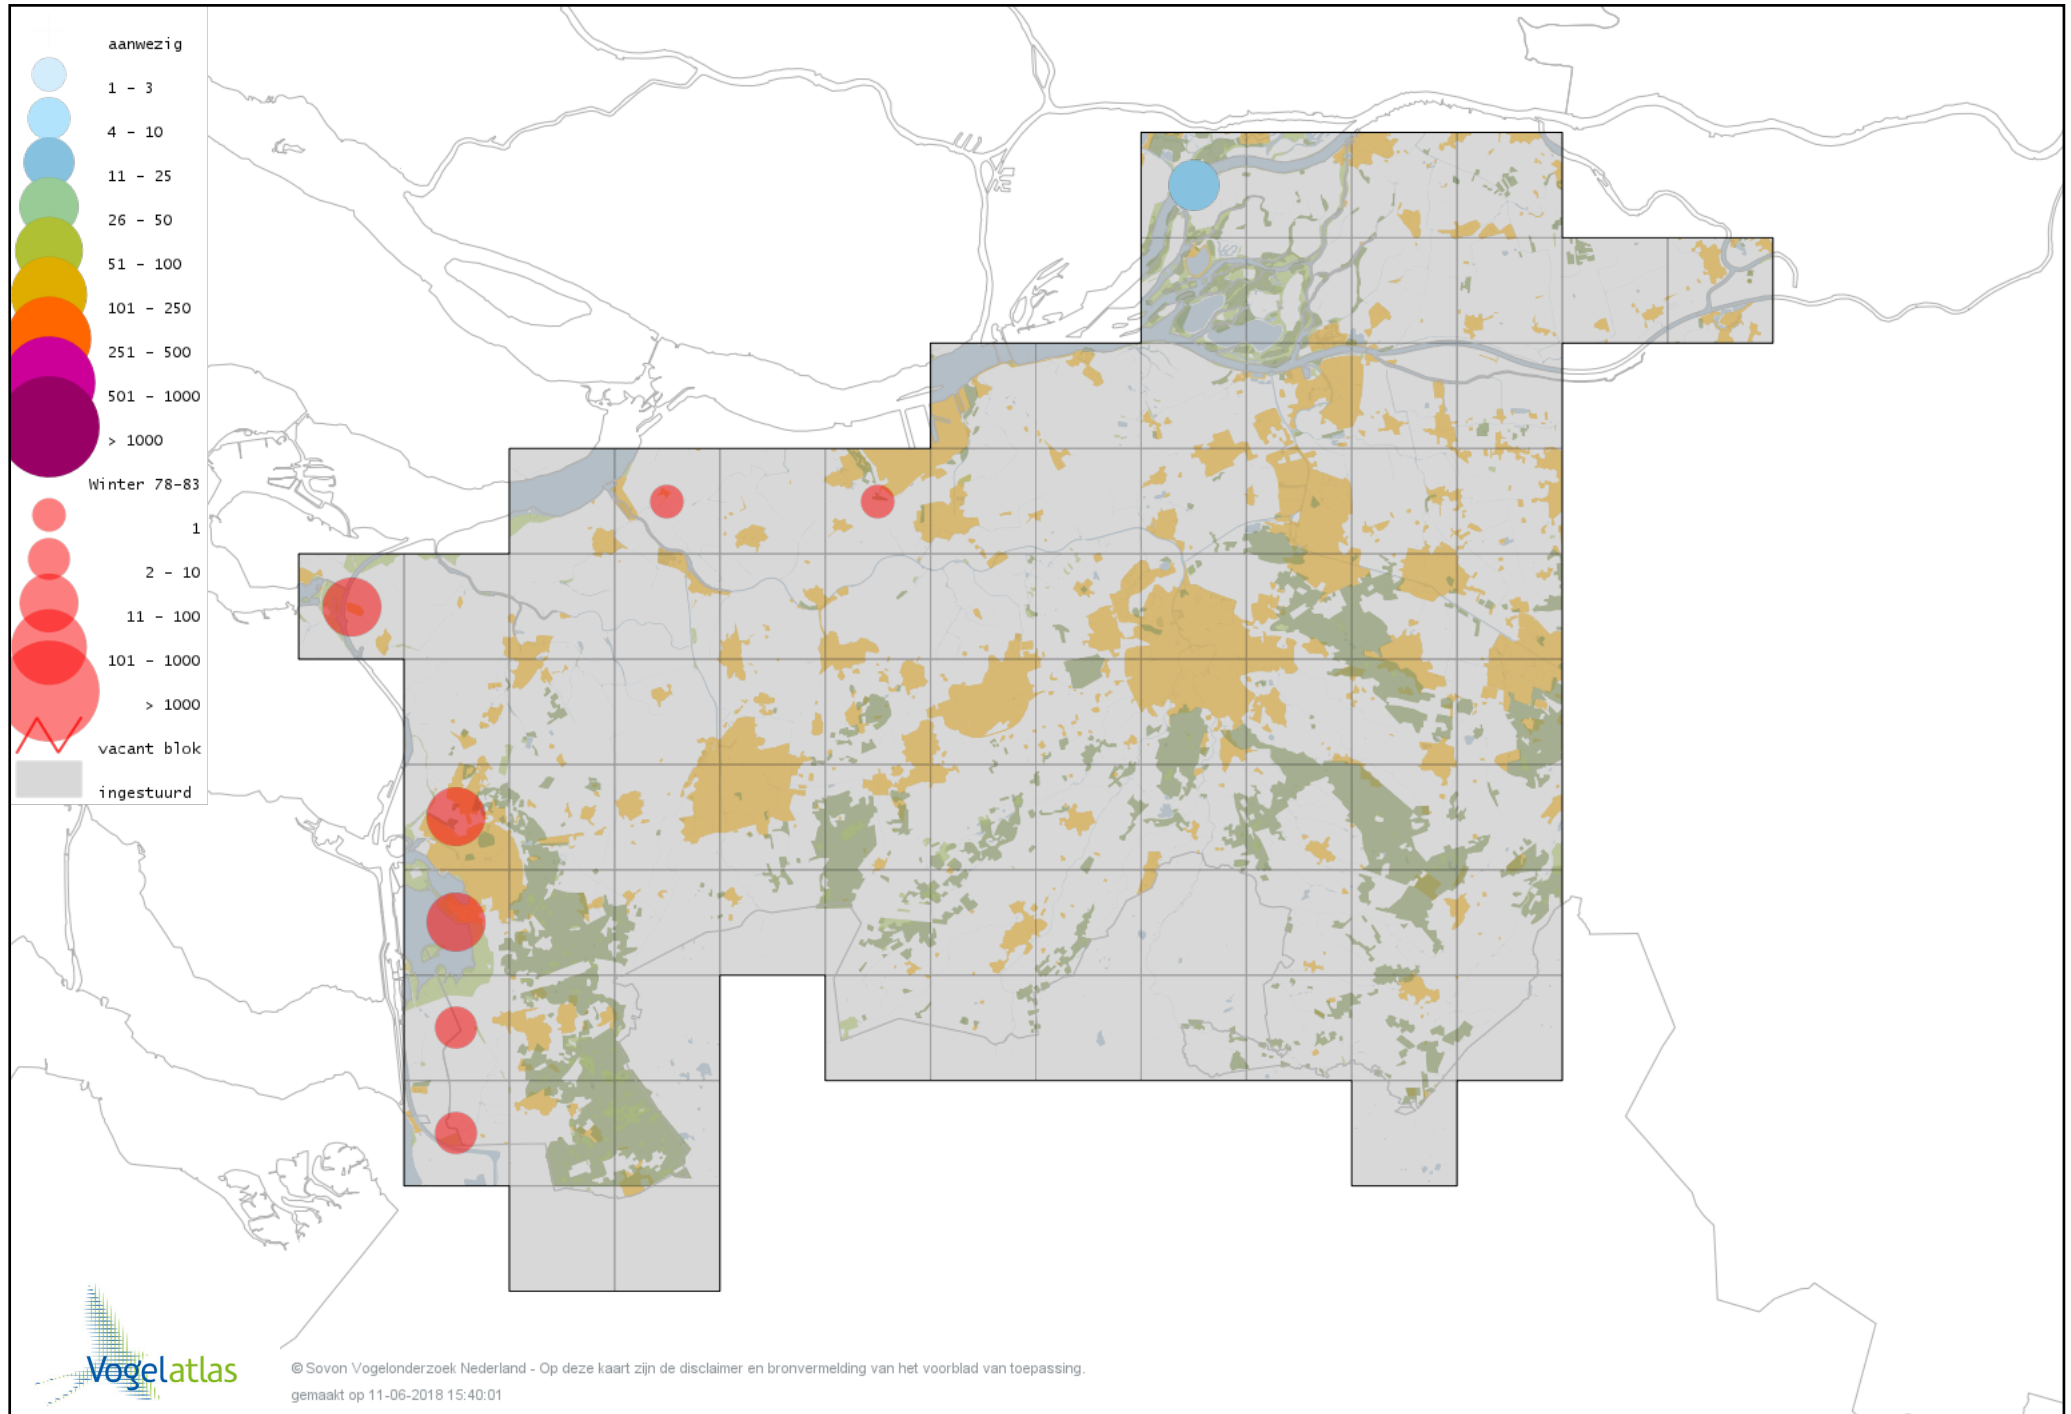 aanwezig
1 - 3
4 - 10
11 - 25
26 - 50
51 - 100
101 - 250
251 - 500
501 - 1000
> 1000
Winter 78-83
1
2 - 10
11 - 100
101 - 1000
> 1000
vacant blok
ingestuurd
Vogelatlas
© Sovon Vogelonderzoek Nederland - Op deze kaart zijn de disclaimer en bronvermelding van het voorblad van toepassing.
gemaakt op 11-06-2018 15:40:01